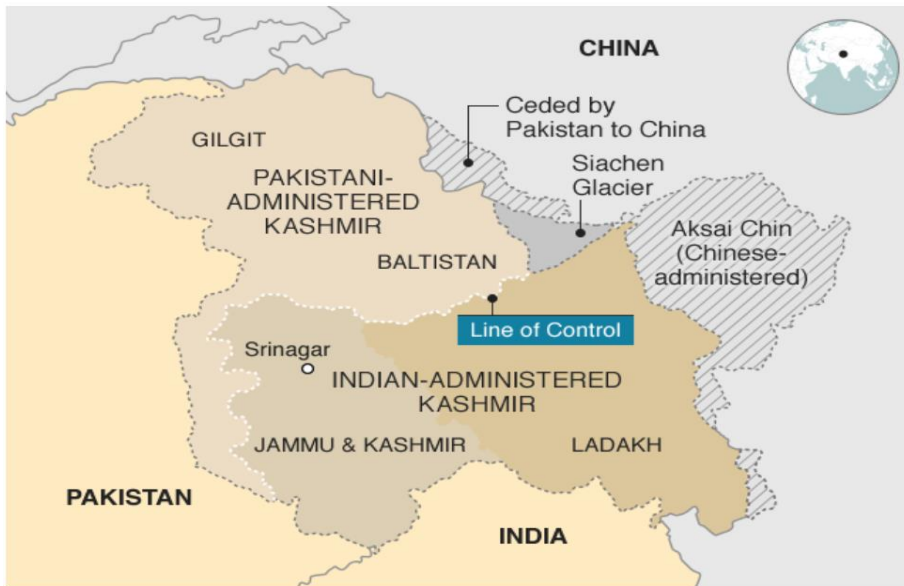 CHINA
Ceded by
Pakistan to China
GILGIT
Siachen
Glacier
PAKISTANI-
ADMINISTERED
KASHMIR
Aksai Chin
(Chinese-
administered)
BALTISTAN
Line of Control
Srinagar
INDIAN-ADMINISTERED
KASHMIR
JAMMU & KASHMIR
LADAKH
PAKISTAN
INDIA